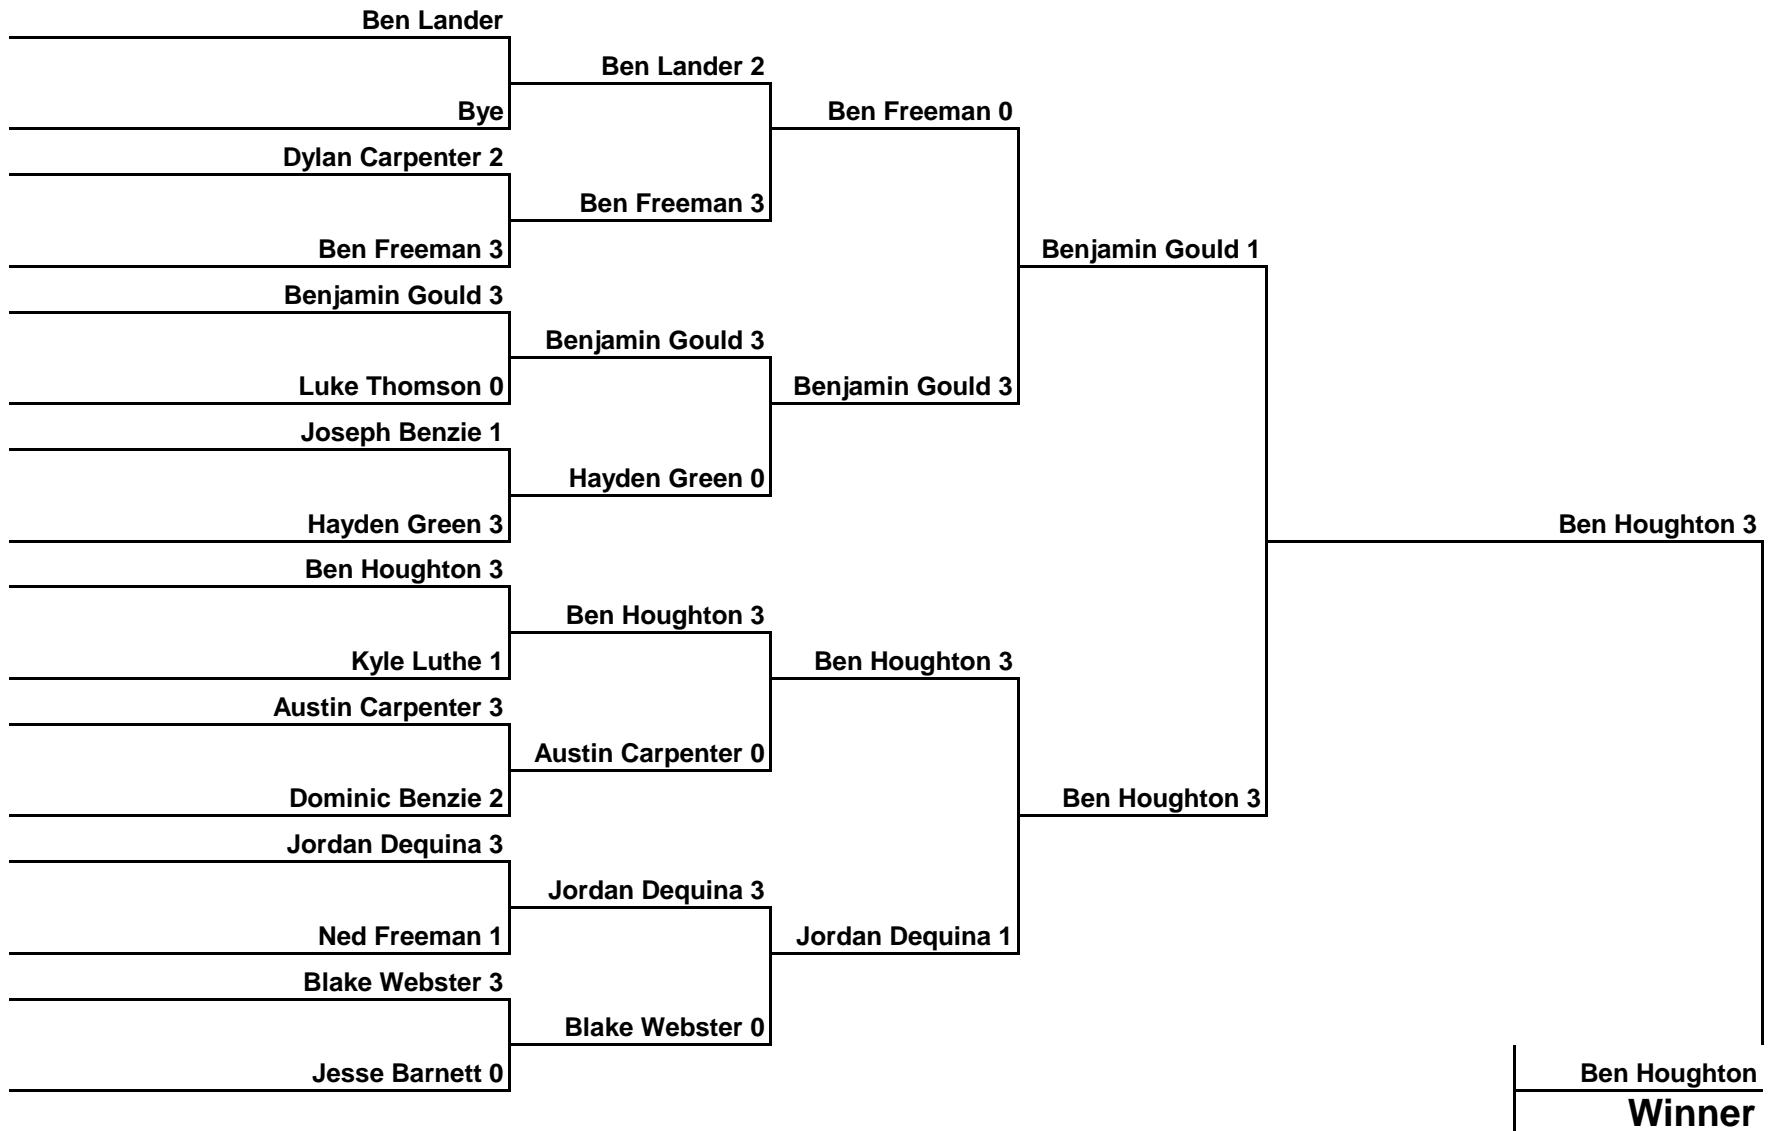 Ben Lander
Bye
Dylan Carpenter 2
Ben Freeman 3
Benjamin Gould 3
Luke Thomson 0
Joseph Benzie 1
Hayden Green 3
Ben Houghton 3
Kyle Luthe 1
Austin Carpenter 3
Dominic Benzie 2
Jordan Dequina 3
Ned Freeman 1
Blake Webster 3
Jesse Barnett 0
Ben Lander 2
Ben Freeman 3
Benjamin Gould 3
Hayden Green 0
Ben Houghton 3
Austin Carpenter 0
Jordan Dequina 3
Blake Webster 0
Ben Freeman 0
Benjamin Gould 3
Ben Houghton 3
Jordan Dequina 1
Benjamin Gould 1
Ben Houghton 3
Ben Houghton 3
Ben Houghton
Winner